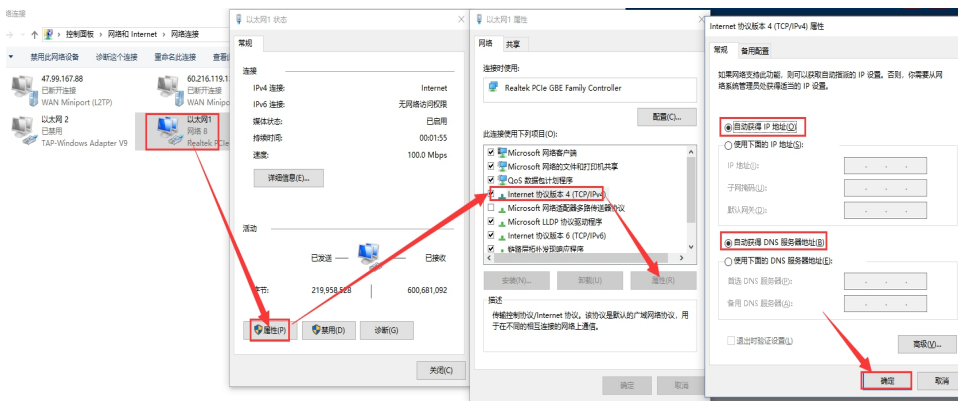 络连接
控制面板 > 网络和 Internet > 网络连接
禁用此网络设备 诊断这个连接 重命名此连接
47.99.167.88
已断开连接
WAN Miniport (L2TP)
60.216.119.1
已断开连接
WAN Minipo
以太网 2
已禁用
TAP-Windows Adapter V9
以太网1
网络 8
Realtek PCIe
以太网1 状态
常规
连接
IPv4 连接: Internet
IPv6 连接: 无网络访问权限
媒体状态: 已启用
持续时间: 00:01:55
速度: 100.0 Mbps
详细信息(E)...
活动
已发送 — — 已接收
字节: 219,958,528 600,681,092
属性(P) 禁用(D) 诊断(G)
关闭(C)
以太网1 属性
网络 共享
连接时使用:
Realtek PCIe GBE Family Controller
配置(C)...
此连接使用下列项目(O):
Microsoft 网络客户端
Microsoft 网络的文件和打印机共享
QoS 数据包计划程序
Internet 协议版本 4 (TCP/IPv4)
Microsoft 网络适配器多路传送器协议
Microsoft LLDP 协议驱动程序
Internet 协议版本 6 (TCP/IPv6)
链路层拓扑发现响应程序
安装(N)... 卸载(U) 属性(R)
描述
传输控制协议/Internet 协议。该协议是默认的广域网络协议，用
于在不同的相互连接的网络上通信。
确定 取消
Internet 协议版本 4 (TCP/IPv4) 属性
常规 备用配置
如果网络支持此功能，则可以获取自动指派的 IP 设置。否则，你需要从网
络系统管理员处获得适当的 IP 设置。
自动获得 IP 地址(O)
使用下面的 IP 地址(S):
IP 地址(I):
子网掩码(U):
默认网关(D):
自动获得 DNS 服务器地址(B)
使用下面的 DNS 服务器地址(E):
首选 DNS 服务器(P):
备用 DNS 服务器(A):
退出时验证设置(L)
高级(V)...
确定 取消